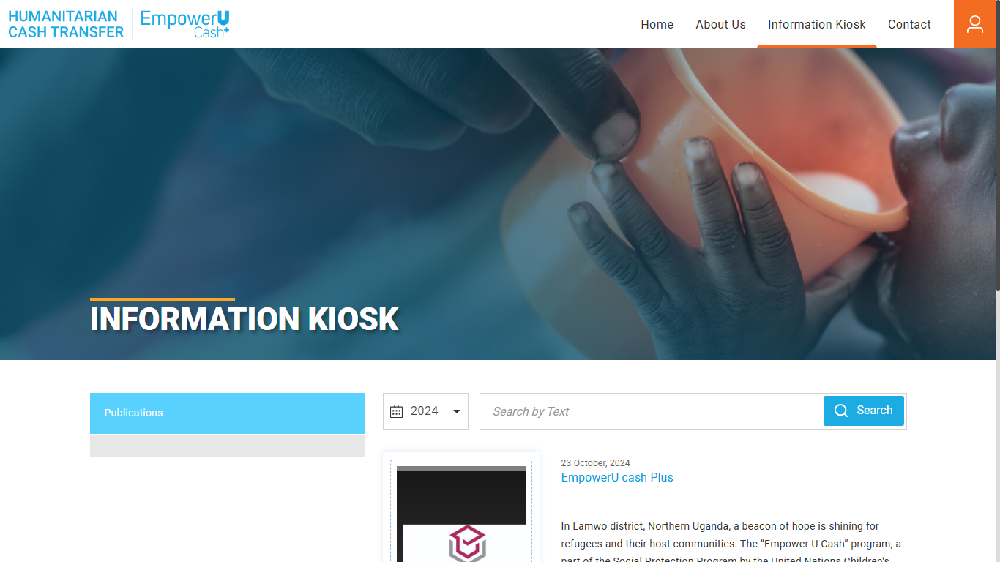 HUMANITARIAN
CASH TRANSFER
EmpowerU
Cash+
Home
About Us
Information Kiosk
Contact
INFORMATION KIOSK
Publications
2024
Search by Text
Search
23 October, 2024
EmpowerU cash Plus
In Lamwo district, Northern Uganda, a beacon of hope is shining for
refugees and their host communities. The “Empower U Cash” program, a
part of the Social Protection Program by the United Nations Children’s